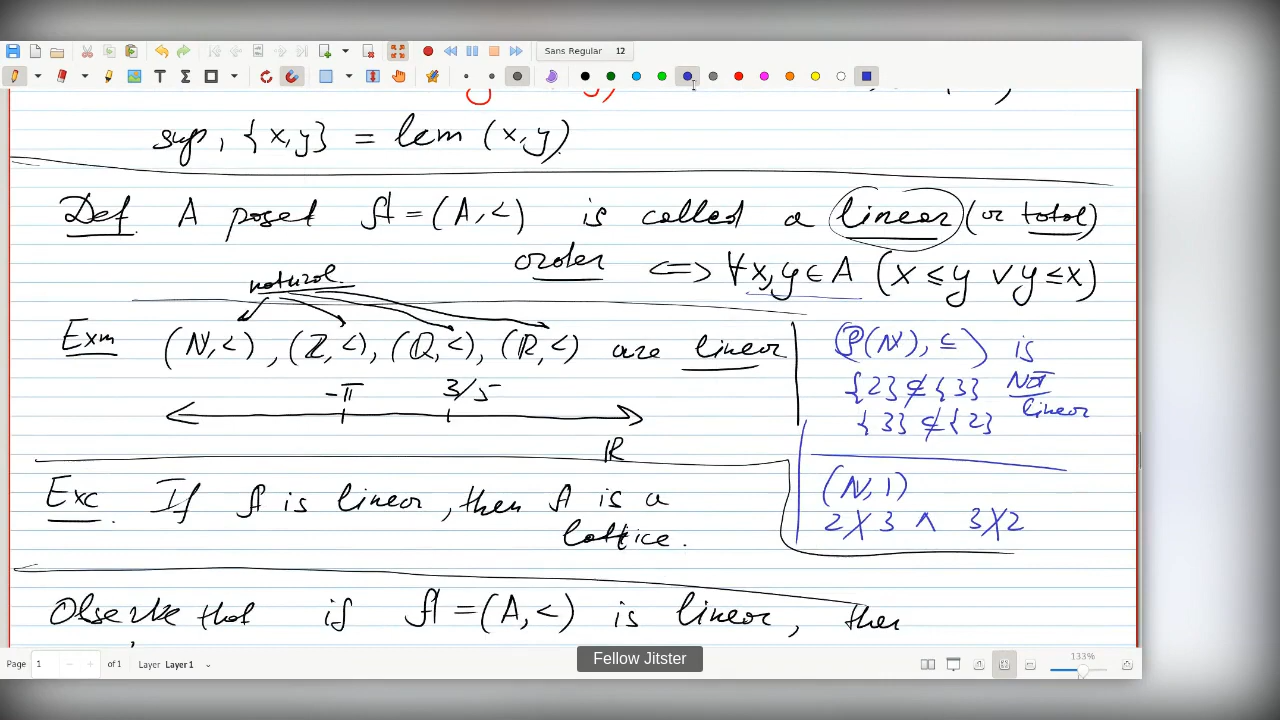 Sans Regular 12
sup, {x,y} = lcm (x,y).
Def. A poset 𝔄 = (A,<) is called a linear (or total)
order <=> ∀x,y ∈ A (x ≤ y ∨ y ≤ x)
natural
Exm (N,<), (Z,<), (Q,<), (R,<) are linear
-π 3/5
R
(P(N), ⊆) is
{2} ⊄ {3} NOT
linear
{3} ⊄ {2}
(N, |)
2 ∤ 3 ∧ 3 ∤ 2
Exc. If 𝔄 is linear, then 𝔄 is a
lattice.
Observe that if 𝔄 = (A,<) is linear, then
Fellow Jitster
Page 1 of 1 Layer Layer 1
133%